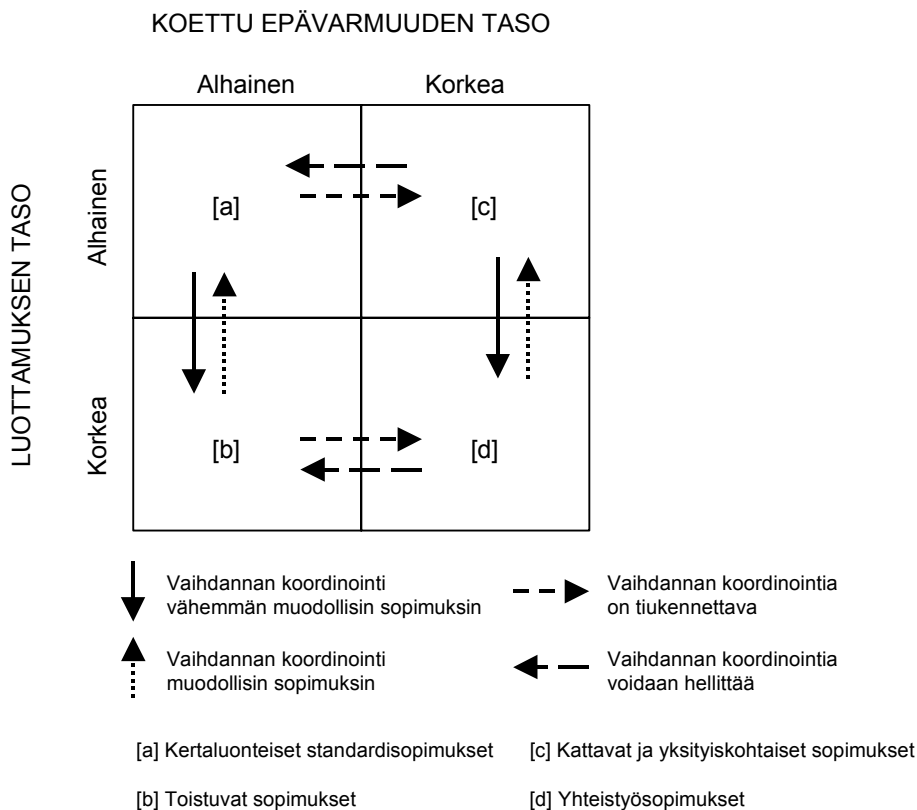 KOETTU EPÄVARMUUDEN TASO
Alhainen Korkea
LUOTTAMUKSEN TASO
Alhainen
[a] [c]
Korkea
[b] [d]
Vaihdannan koordinointi
vähemmän muodollisin sopimuksin
Vaihdannan koordinointia
on tiukennettava
Vaihdannan koordinointi
muodollisin sopimuksin
Vaihdannan koordinointia
voidaan hellittää
[a] Kertaluonteiset standardisopimukset [c] Kattavat ja yksityiskohtaiset sopimukset
[b] Toistuvat sopimukset [d] Yhteistyösopimukset